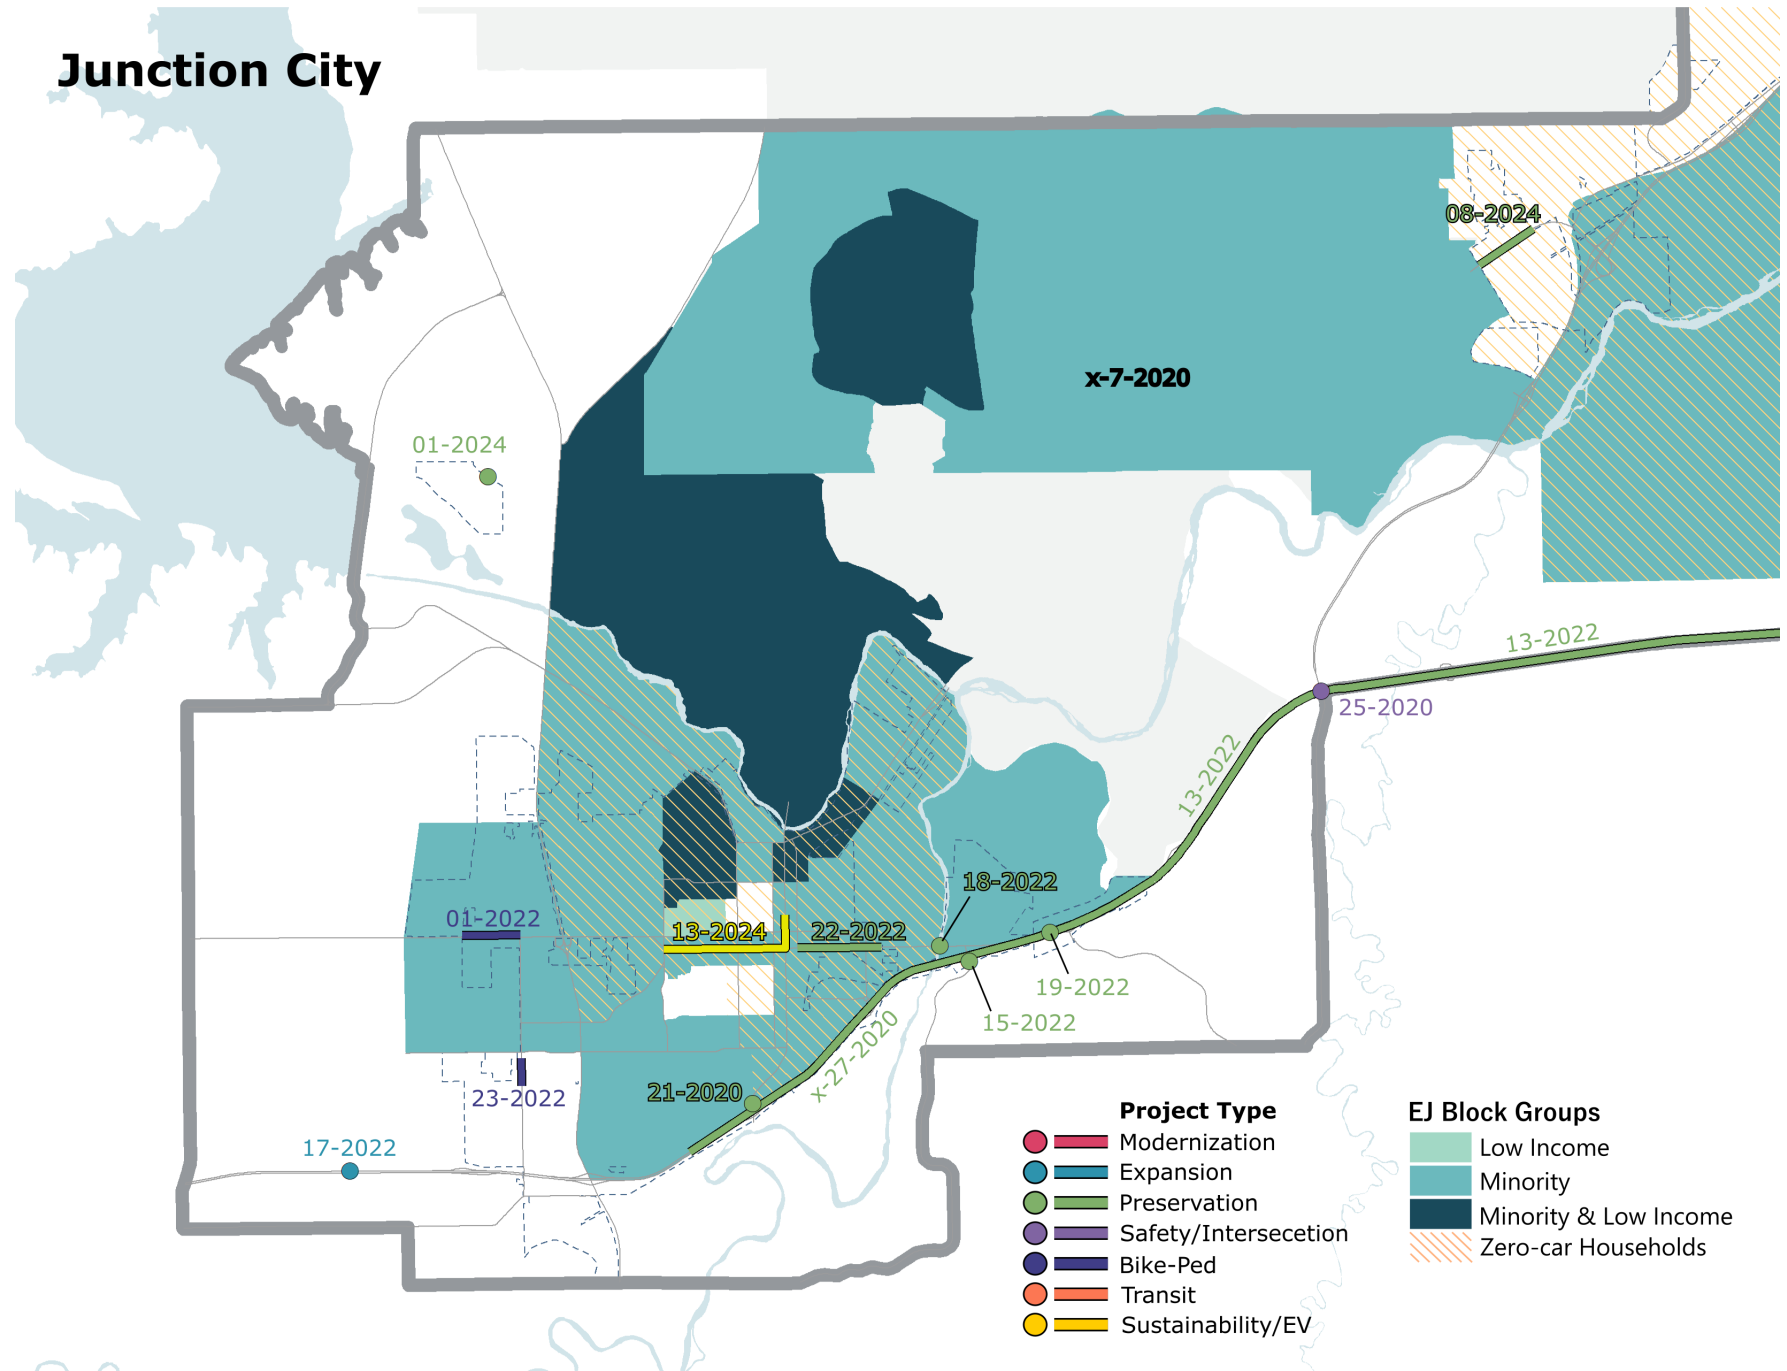 Junction City
08-2024
x-7-2020
01-2024
13-2022
25-2020
13-2022
18-2022
01-2022
13-2024
22-2022
19-2022
15-2022
x-27-2020
21-2020
23-2022
17-2022
Project Type
Modernization
Expansion
Preservation
Safety/Intersecetion
Bike-Ped
Transit
Sustainability/EV
EJ Block Groups
Low Income
Minority
Minority & Low Income
Zero-car Households